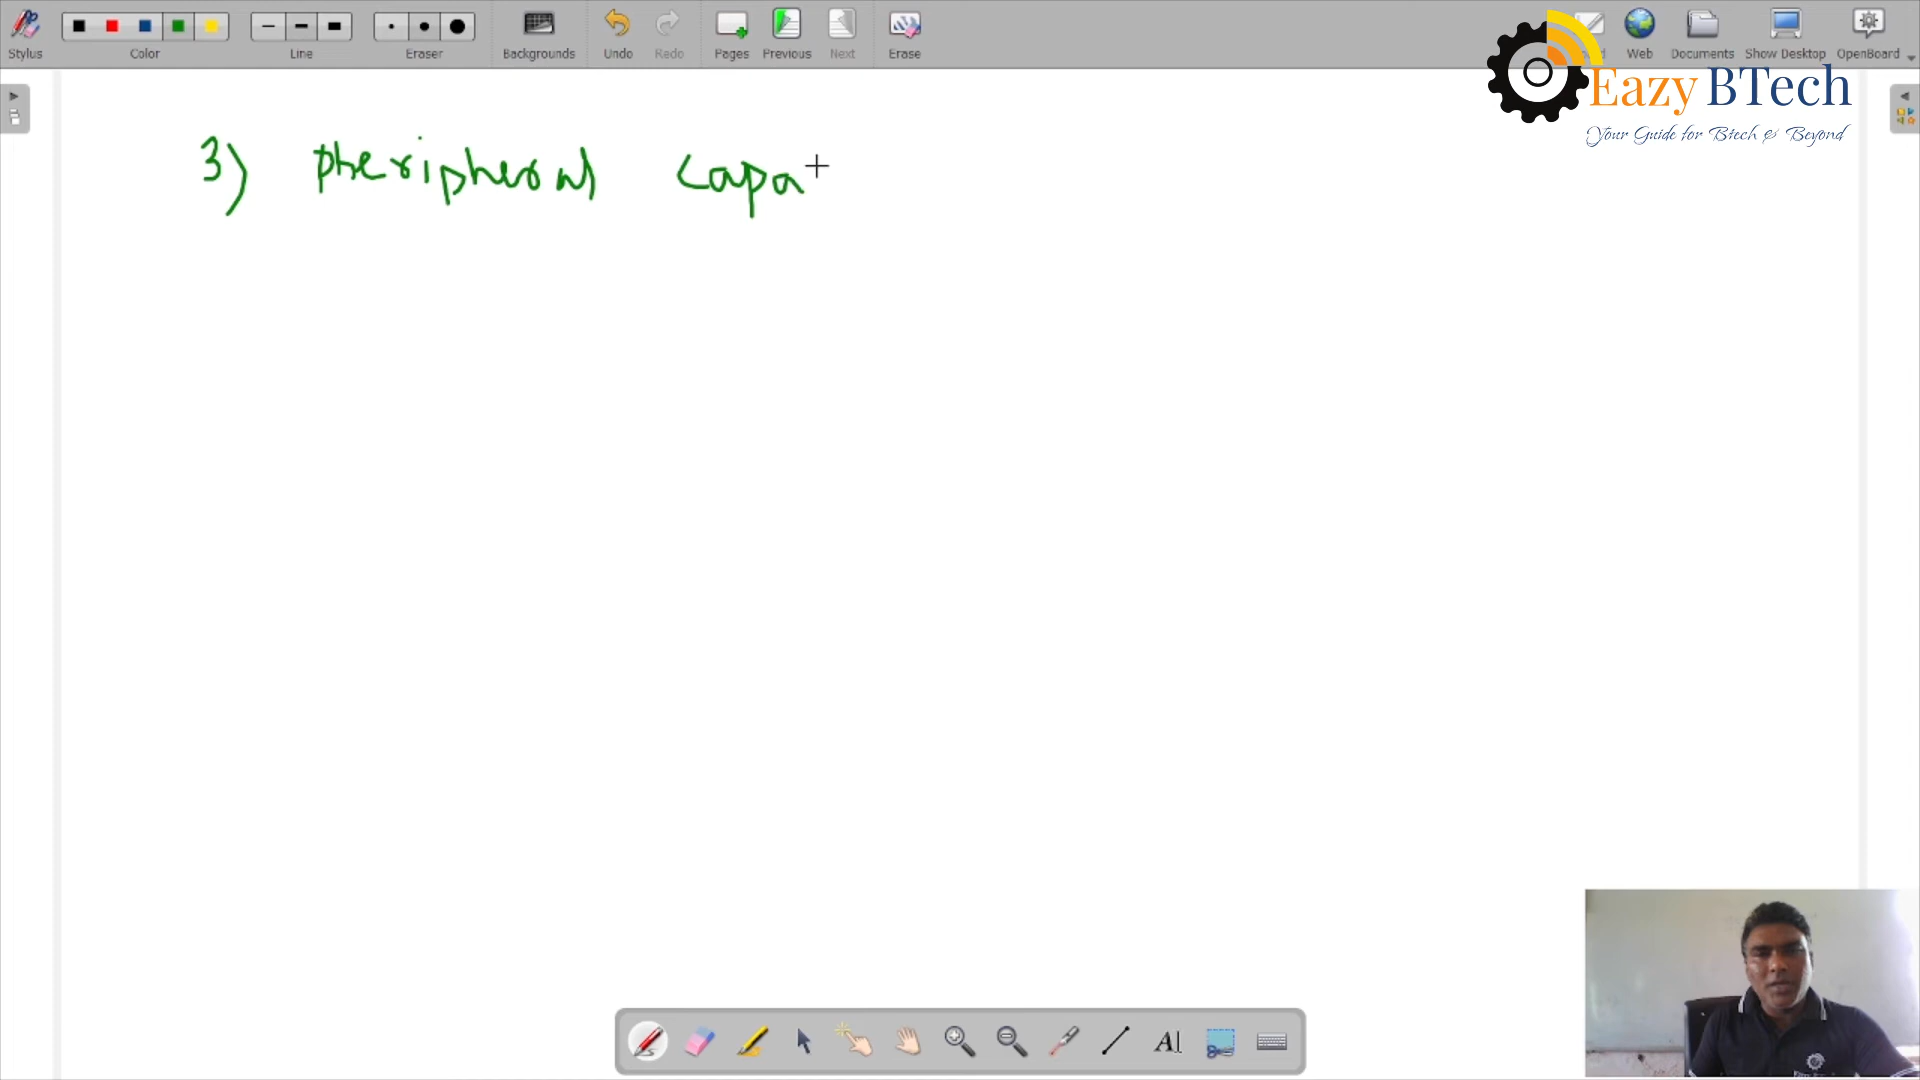 Stylus Color Line Eraser Backgrounds Undo Redo Pages Previous Next Erase Web Documents Show Desktop OpenBoard
Eazy BTech
Your Guide for Btech & Beyond
3) Pheripheral Capa
AI